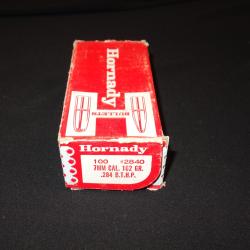 Hornady
BULLETS
Hornady
100 #2840
7MM CAL. 162 GR.
.284 B.T.H.P.